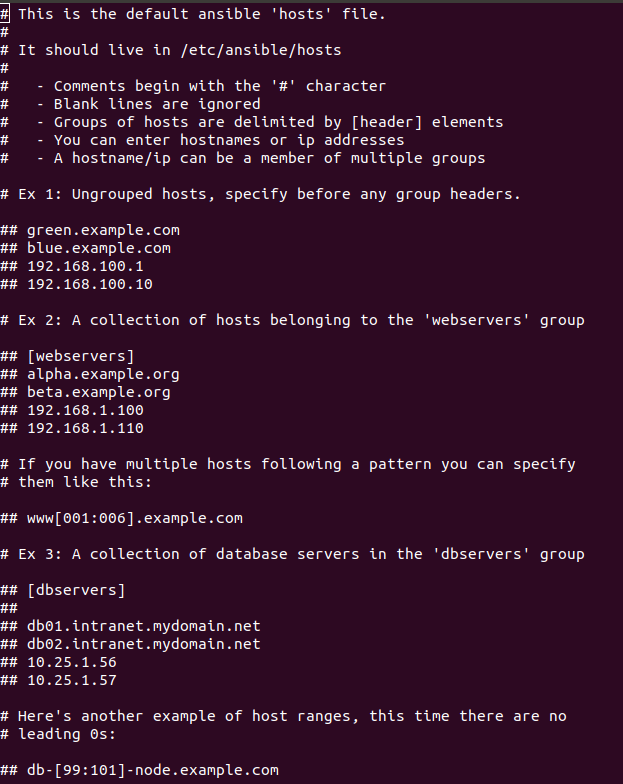 # This is the default ansible 'hosts' file.
#
# It should live in /etc/ansible/hosts
#
#   - Comments begin with the '#' character
#   - Blank lines are ignored
#   - Groups of hosts are delimited by [header] elements
#   - You can enter hostnames or ip addresses
#   - A hostname/ip can be a member of multiple groups

# Ex 1: Ungrouped hosts, specify before any group headers.

## green.example.com
## blue.example.com
## 192.168.100.1
## 192.168.100.10

# Ex 2: A collection of hosts belonging to the 'webservers' group

## [webservers]
## alpha.example.org
## beta.example.org
## 192.168.1.100
## 192.168.1.110

# If you have multiple hosts following a pattern you can specify
# them like this:

## www[001:006].example.com

# Ex 3: A collection of database servers in the 'dbservers' group

## [dbservers]
##
## db01.intranet.mydomain.net
## db02.intranet.mydomain.net
## 10.25.1.56
## 10.25.1.57

# Here's another example of host ranges, this time there are no
# leading 0s:

## db-[99:101]-node.example.com